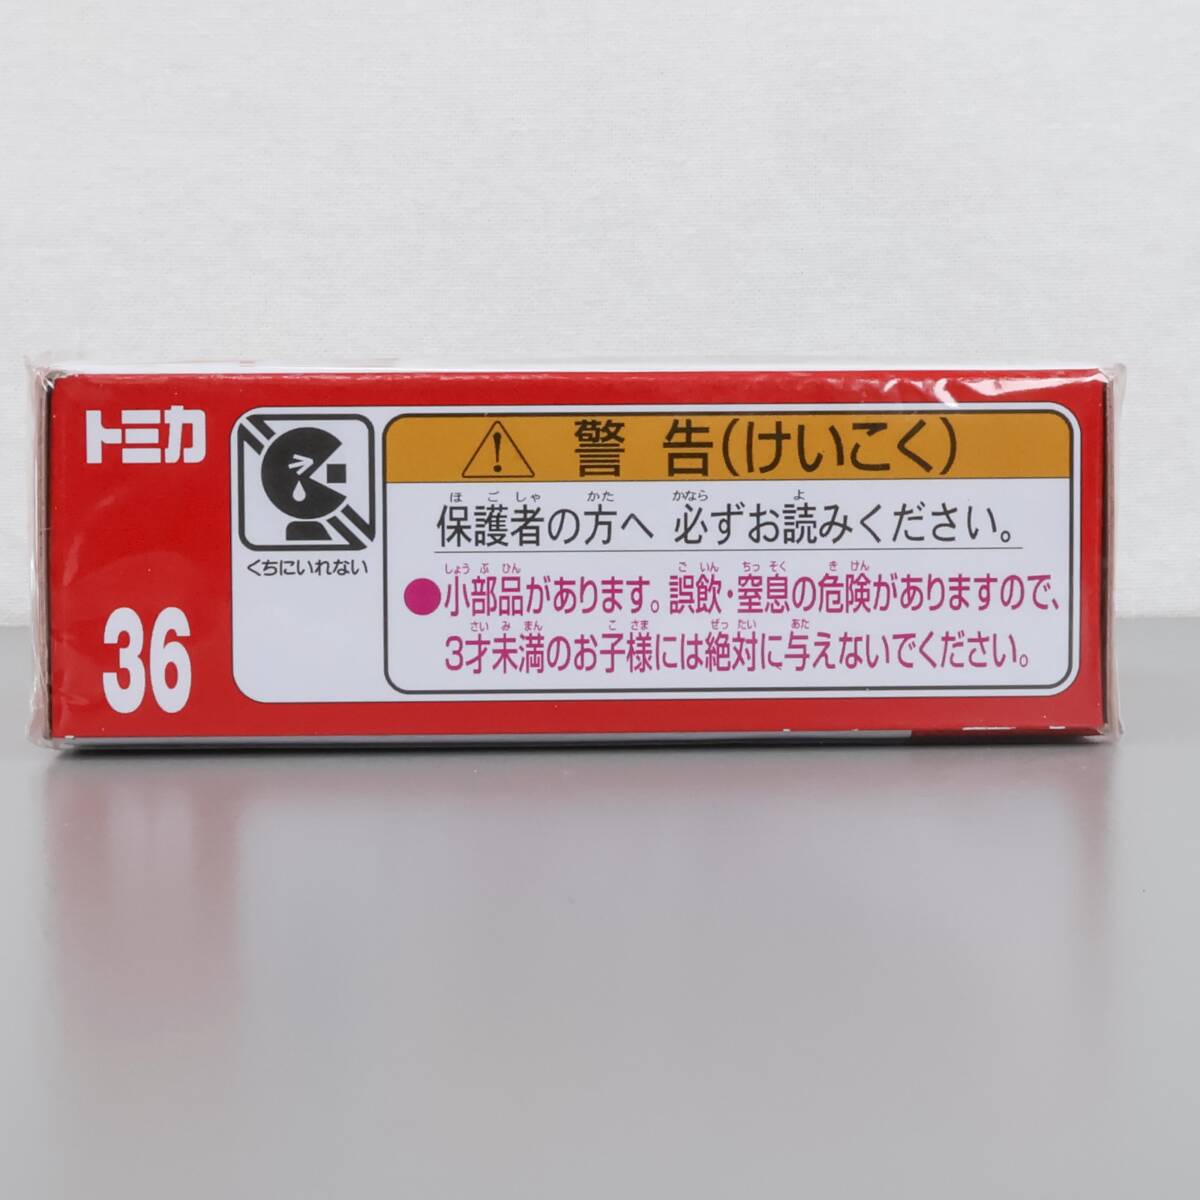 トミカ
36
くちにいれない
警告(けいこく)
ほごしゃ かた かなら よ
保護者の方へ 必ずお読みください。
しょうぶひん ごいん ちっそく きけん
●小部品があります。誤飲・窒息の危険がありますので、
さいみまん こさま ぜったい あた
3才未満のお子様には絶対に与えないでください。